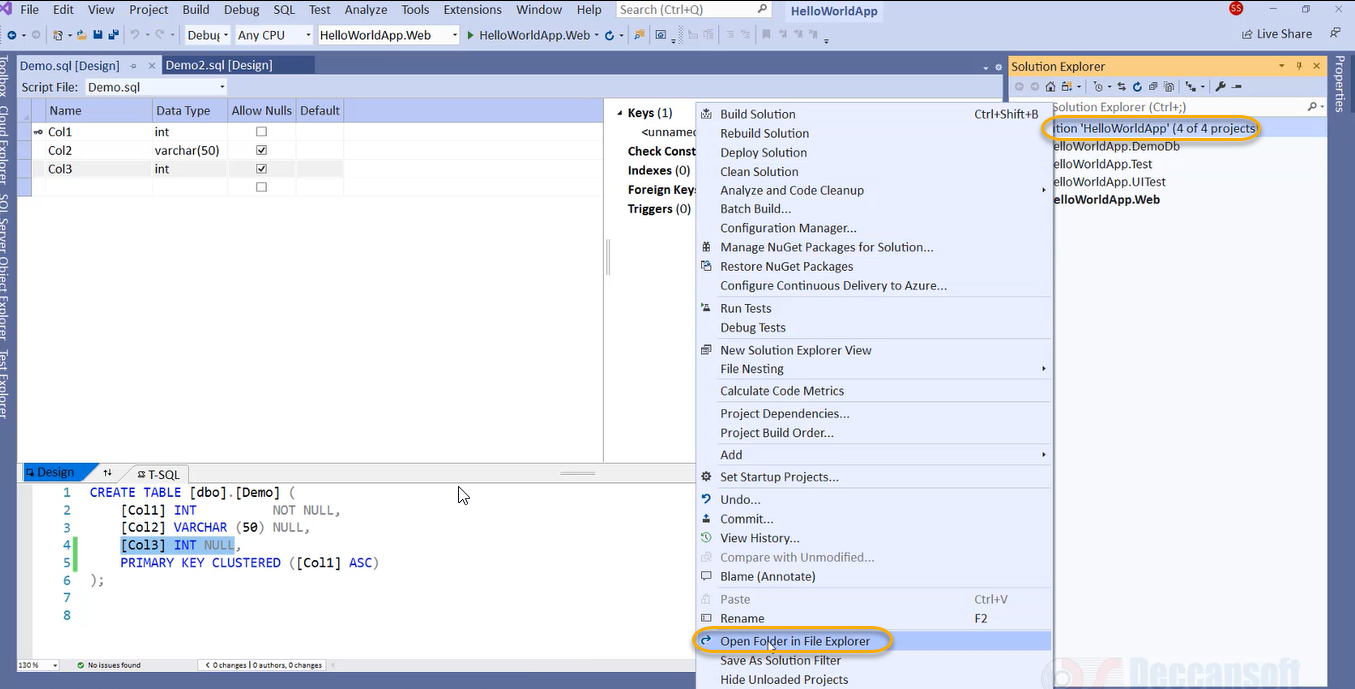 File Edit View Project Build Debug SQL Test Analyze Tools Extensions Window Help Search (Ctrl+Q) HelloWorldApp SS
Debug Any CPU HelloWorldApp.Web HelloWorldApp.Web Live Share
Demo.sql [Design] Demo2.sql [Design]
Script File: Demo.sql
Name Data Type Allow Nulls Default
Col1 int
Col2 varchar(50)
Col3 int
Keys (1)
<unnamed
Check Const
Indexes (0)
Foreign Keys
Triggers (0)
Build Solution Ctrl+Shift+B
Rebuild Solution
Deploy Solution
Clean Solution
Analyze and Code Cleanup
Batch Build...
Configuration Manager...
Manage NuGet Packages for Solution...
Restore NuGet Packages
Configure Continuous Delivery to Azure...
Run Tests
Debug Tests
New Solution Explorer View
File Nesting
Calculate Code Metrics
Project Dependencies...
Project Build Order...
Add
Set Startup Projects...
Undo...
Commit...
View History...
Compare with Unmodified...
Blame (Annotate)
Paste Ctrl+V
Rename F2
Open Folder in File Explorer
Save As Solution Filter
Hide Unloaded Projects
Solution Explorer
Solution Explorer (Ctrl+;)
tion 'HelloWorldApp' (4 of 4 projects
elloWorldApp.DemoDb
elloWorldApp.Test
elloWorldApp.UITest
elloWorldApp.Web
Properties
Toolbox
Cloud Explorer
SQL Server Object Explorer
Test Explorer
Design T-SQL
1 CREATE TABLE [dbo].[Demo] (
2 [Col1] INT NOT NULL,
3 [Col2] VARCHAR (50) NULL,
4 [Col3] INT NULL,
5 PRIMARY KEY CLUSTERED ([Col1] ASC)
6 );
7
8
130 % No issues found 0 changes | 0 authors, 0 changes
Deccansoft